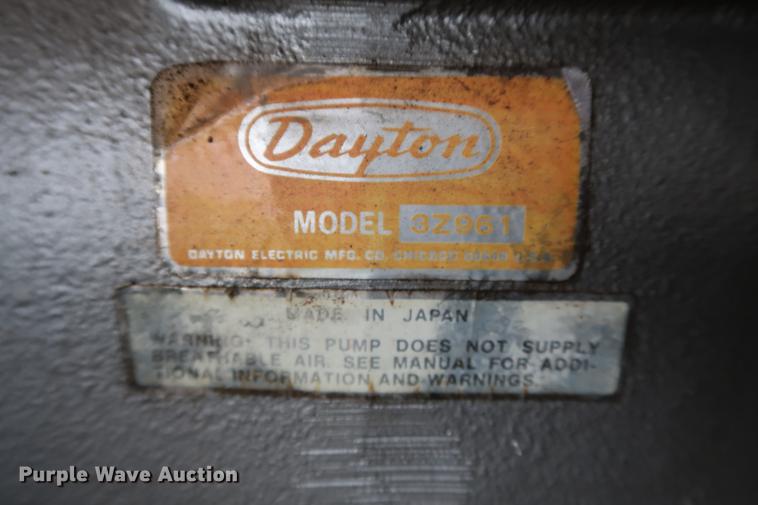 Dayton
MODEL 3Z961
DAYTON ELECTRIC MFG. CO. CHICAGO 60648 U.S.A.
MADE IN JAPAN
WARNING: THIS PUMP DOES NOT SUPPLY
BREATHABLE AIR. SEE MANUAL FOR ADDI-
TIONAL INFORMATION AND WARNINGS.
Purple Wave Auction